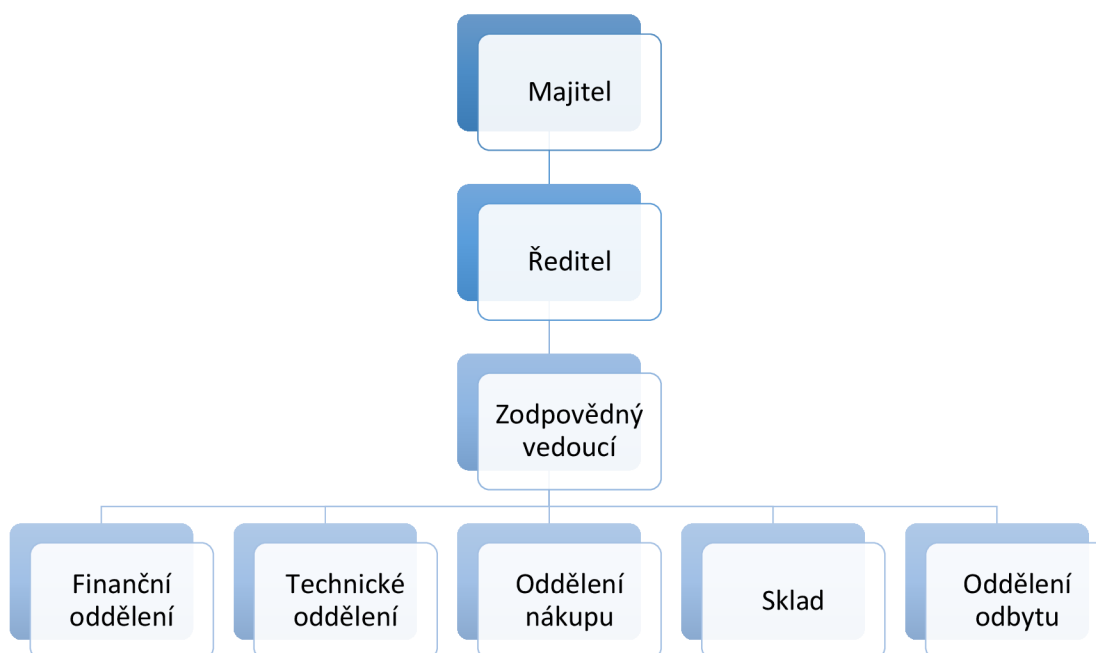 Majitel
Ředitel
Zodpovědný
vedoucí
Finanční
oddělení
Technické
oddělení
Oddělení
nákupu
Sklad
Oddělení
odbytu